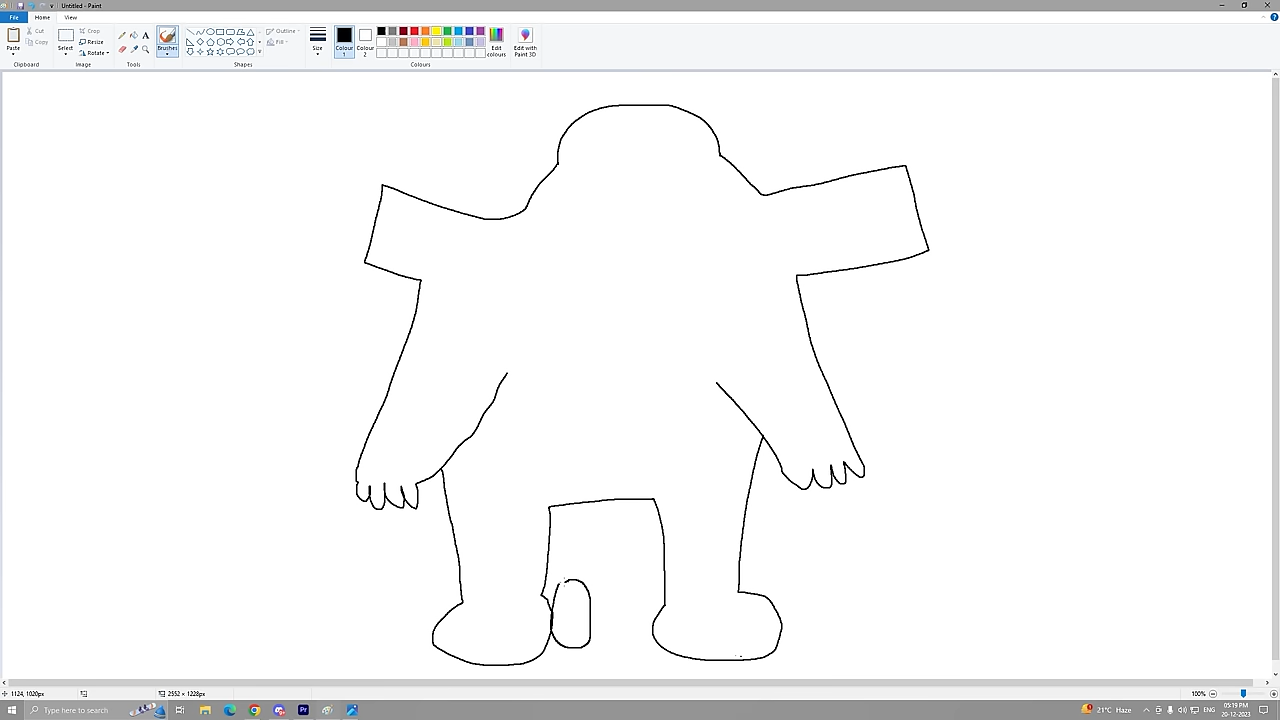 Untitled - Paint
File Home View
Paste
Cut
Copy
Clipboard
Select
Crop
Resize
Rotate
Image
A
Tools
Brushes
Shapes
Outline
Fill
Size
Colour 1
Colour 2
Edit colours
Colours
Edit with Paint 3D
1124, 1020px
2552 × 1228px
100%
Type here to search
21°C Haze
ENG
05:19 PM
20-12-2023